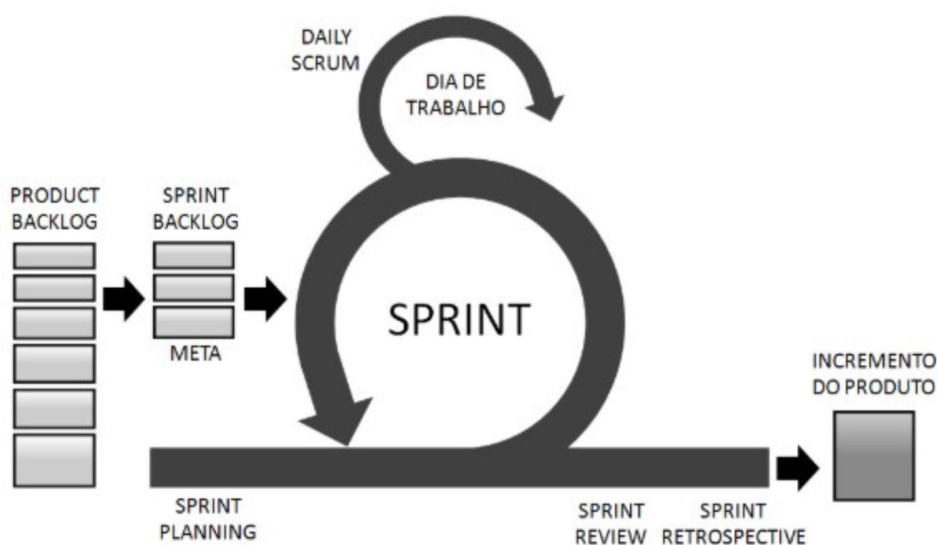 DAILY
SCRUM
DIA DE
TRABALHO
PRODUCT
BACKLOG
SPRINT
BACKLOG
META
SPRINT
INCREMENTO
DO PRODUTO
SPRINT
PLANNING
SPRINT
REVIEW
SPRINT
RETROSPECTIVE